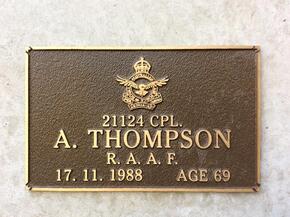 21124 CPL.
A. THOMPSON
R. A. A. F.
17. 11. 1988 AGE 69